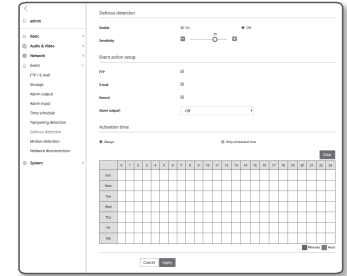 admin
Basic
Audio & Video
Network
Event
FTP / E-mail
Storage
Alarm output
Alarm input
Time schedule
Tampering detection
Defocus detection
Motion detection
Network disconnection
System
Defocus detection
Enable
On
Off
Sensitivity
Event action setup
FTP
E-mail
Record
Alarm output1
Off
Activation time
Always
Only scheduled time
Clear
0 1 2 3 4 5 6 7 8 9 10 11 12 13 14 15 16 17 18 19 20 21 22 23
Sun
Mon
Tue
Wed
Thu
Fri
Sat
Minutes
Hour
Cancel
Apply